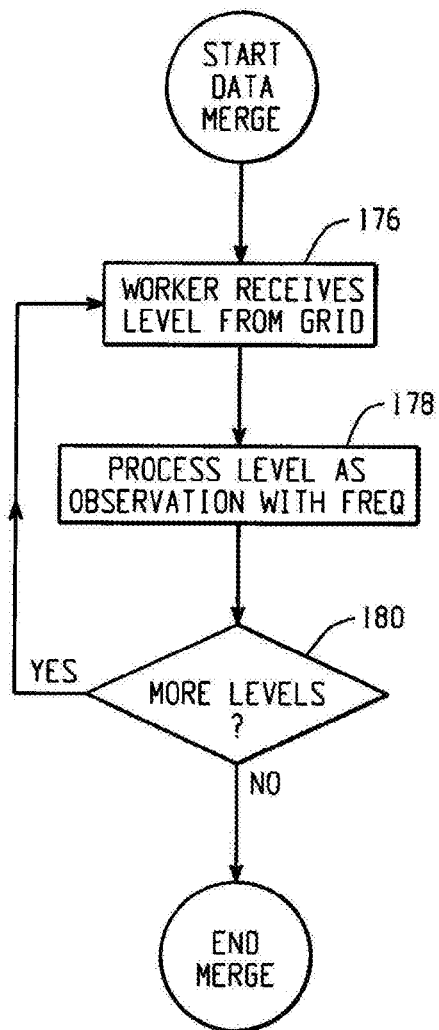 START
DATA
MERGE
176
WORKER RECEIVES
LEVEL FROM GRID
178
PROCESS LEVEL AS
OBSERVATION WITH FREQ
180
YES
MORE LEVELS
?
NO
END
MERGE